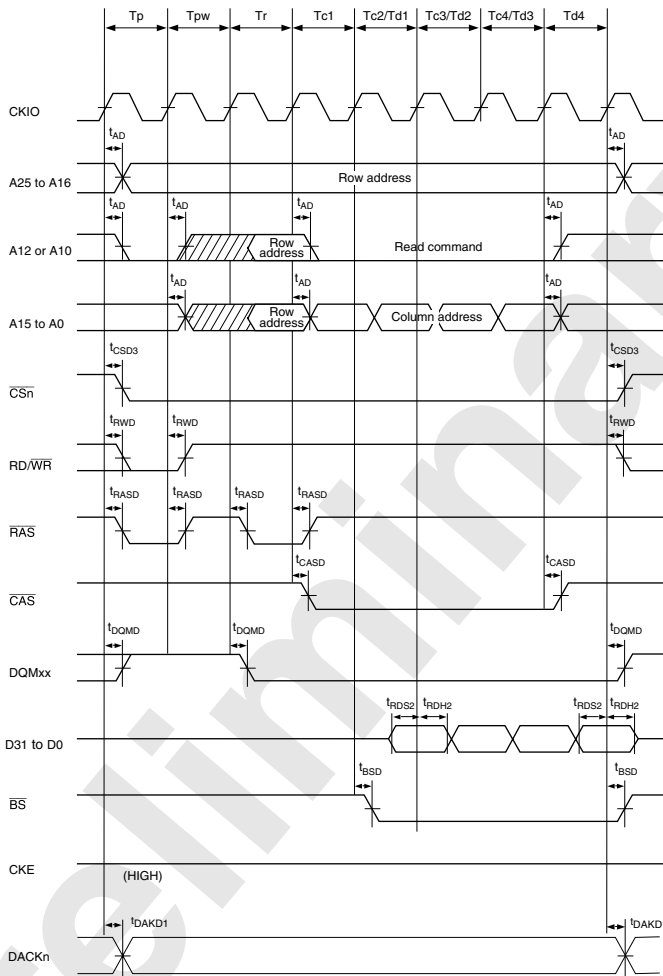 Tp Tpw Tr Tc1 Tc2/Td1 Tc3/Td2 Tc4/Td3 Td4
CKIO
tAD tAD
A25 to A16 Row address
tAD tAD tAD tAD
A12 or A10 Row address Read command
tAD tAD tAD
A15 to A0 Row address Column address
tCSD3 tCSD3
CSn
tRWD tRWD tRWD
RD/WR
tRASD tRASD tRASD tRASD
RAS
tCASD tCASD
CAS
tDQMD tDQMD tDQMD
DQMxx
tRDS2 tRDH2 tRDS2 tRDH2
D31 to D0
tBSD tBSD
BS
CKE
(HIGH)
tDAKD1 tDAKD
DACKn